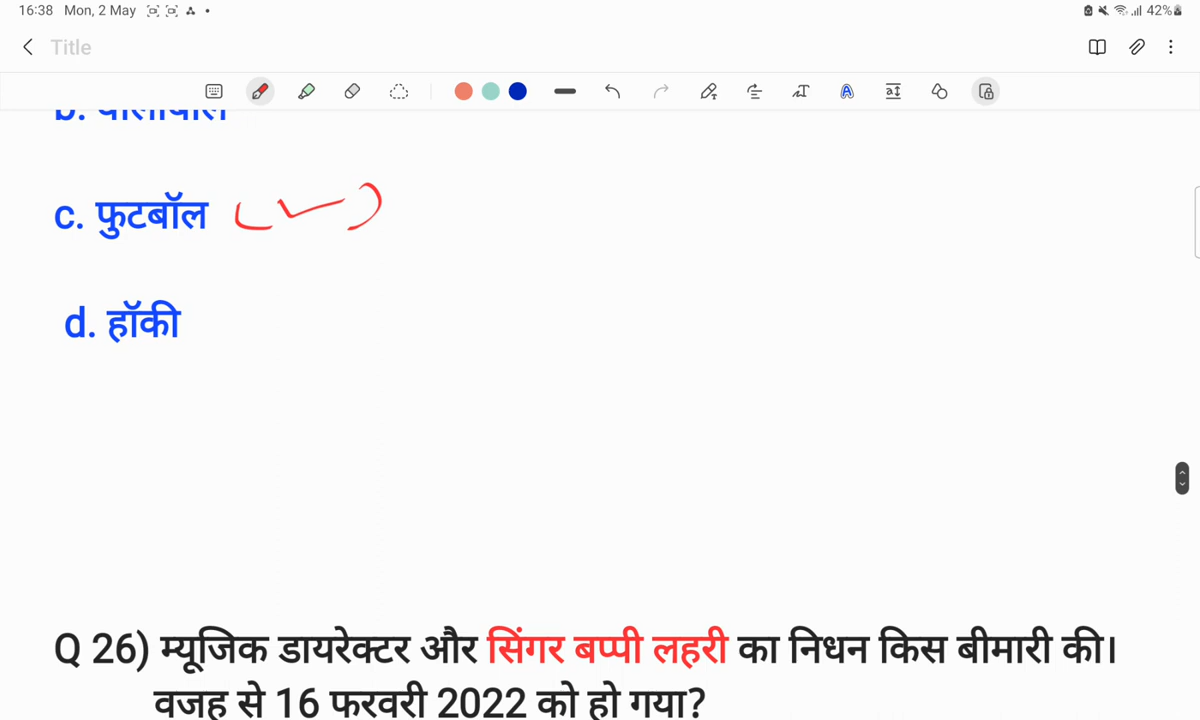 16:38 Mon, 2 May 42%
Title
b. वॉलीबॉल
c. फुटबॉल
d. हॉकी
Q 26) म्यूजिक डायरेक्टर और सिंगर बप्पी लहरी का निधन किस बीमारी की।
वजह से 16 फरवरी 2022 को हो गया?